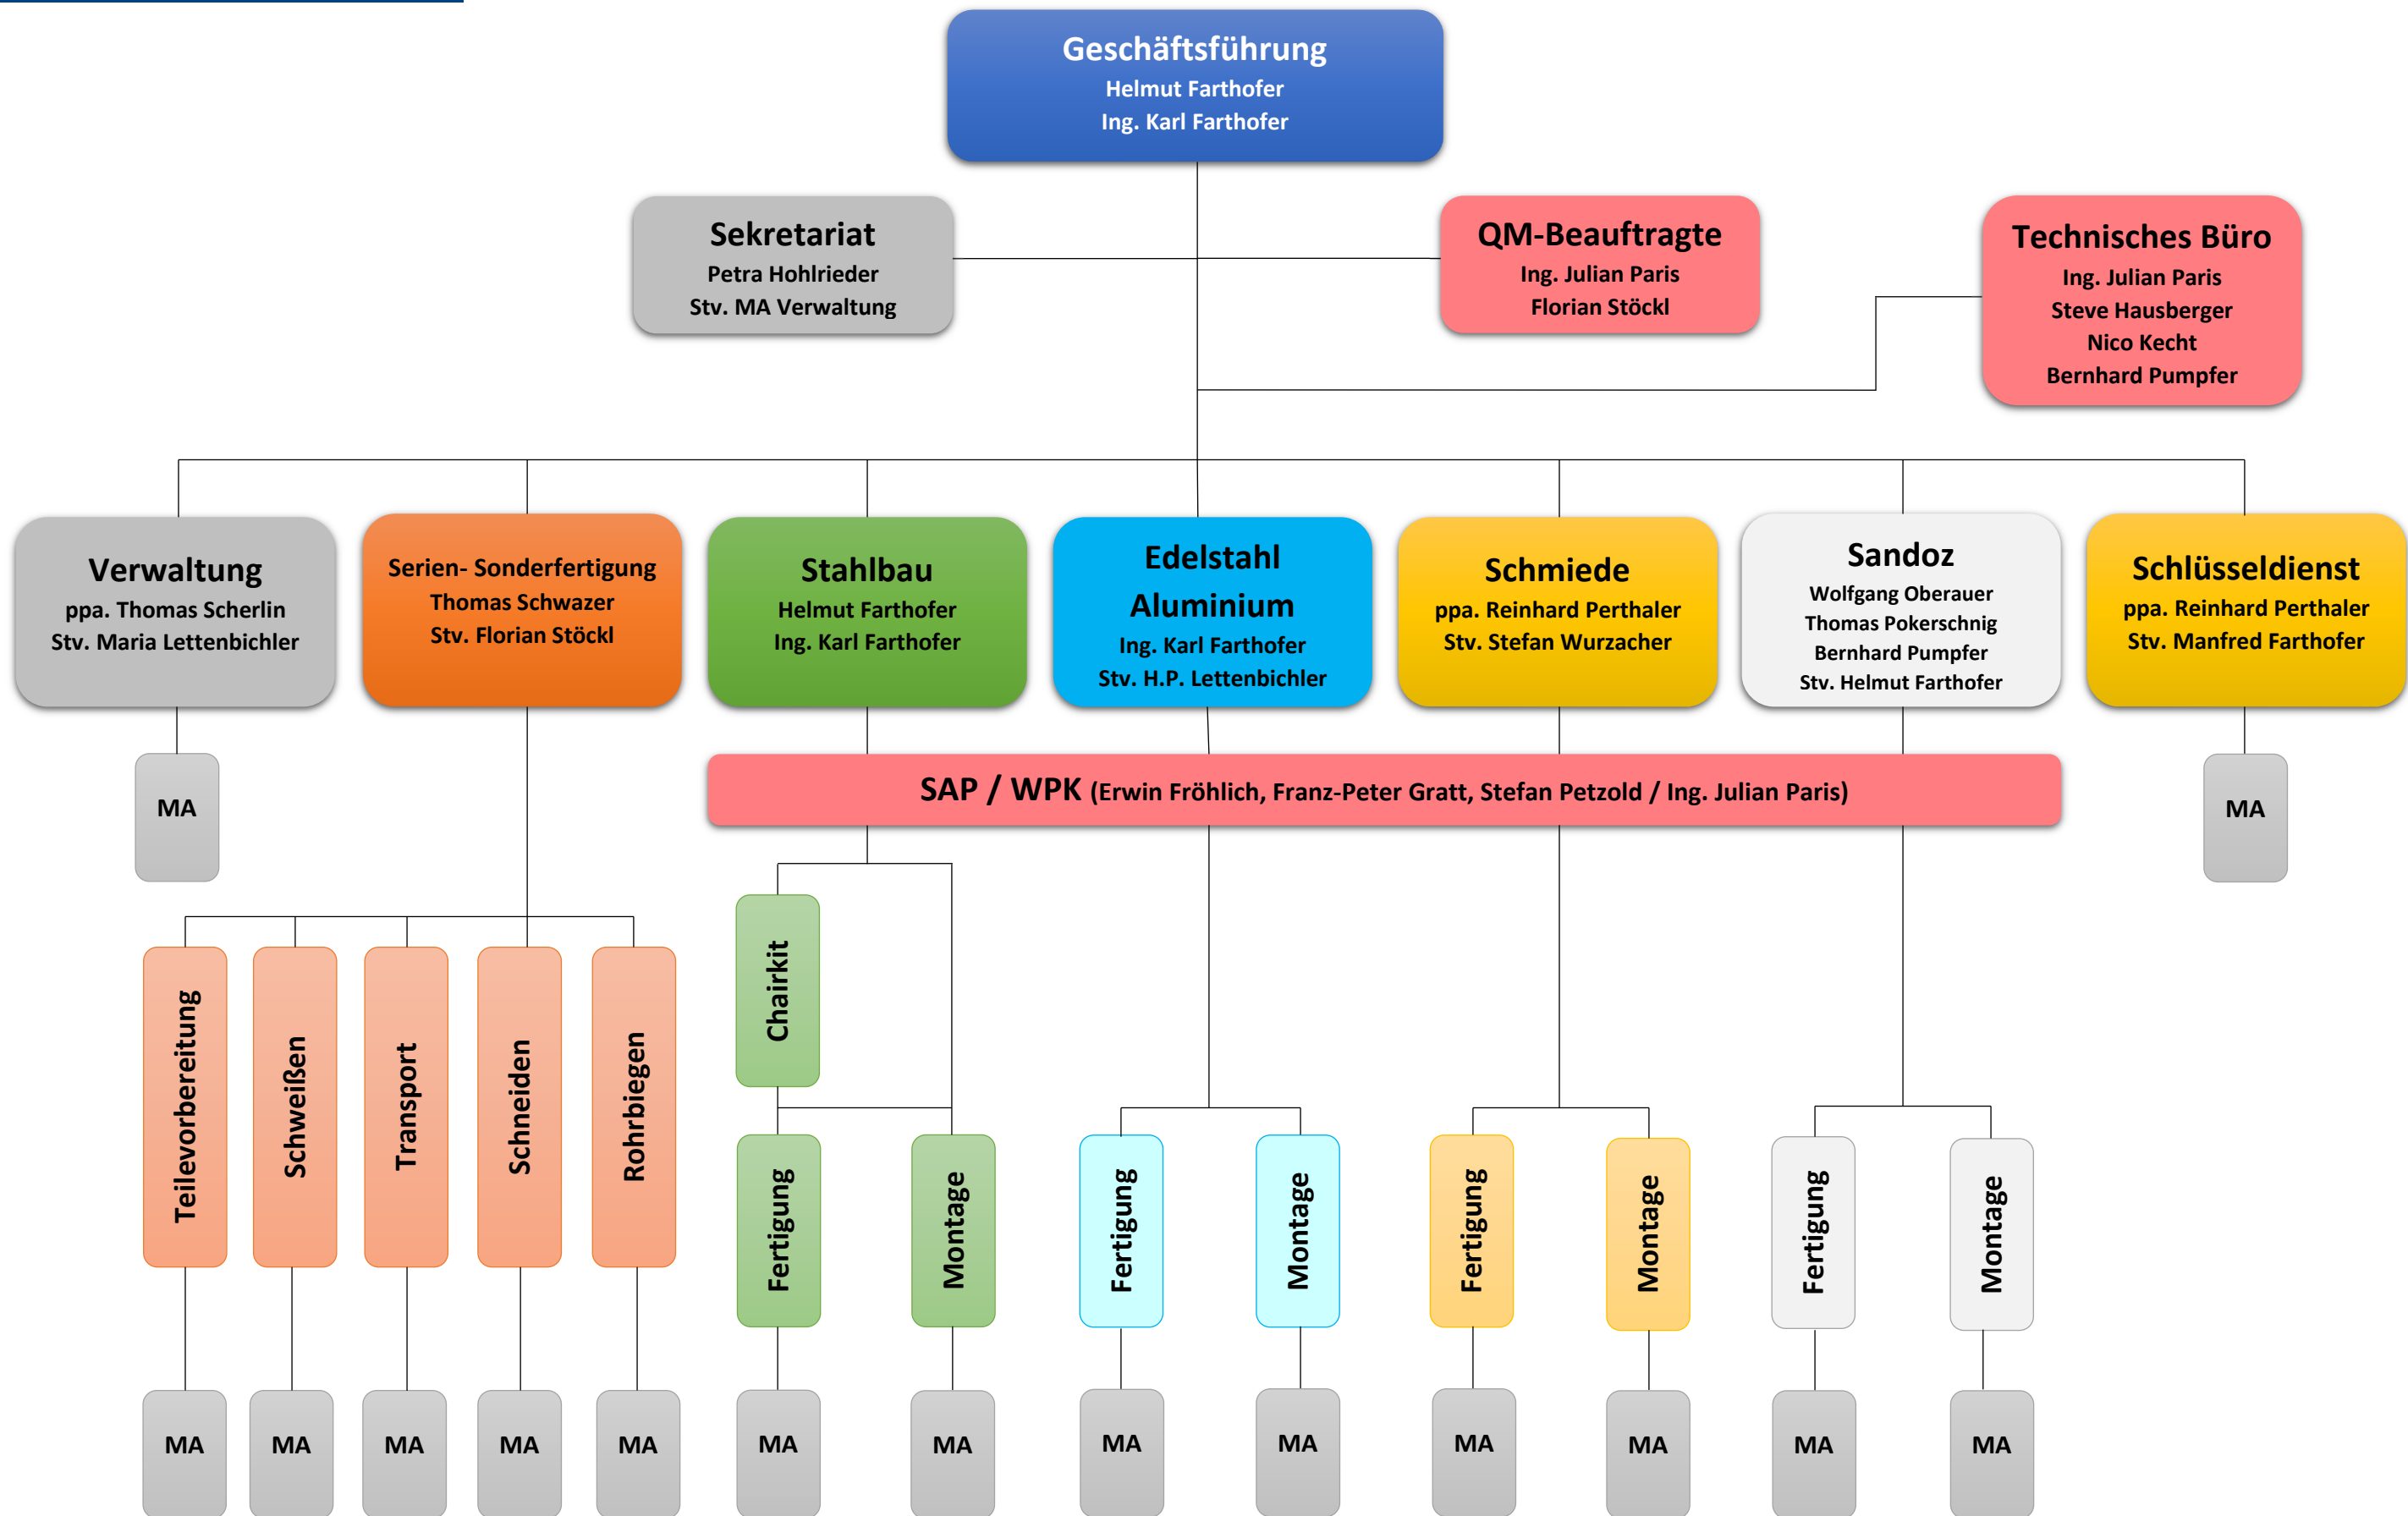 Geschäftsführung
Helmut Farthofer
Ing. Karl Farthofer
Sekretariat
Petra Hohlrieder
Stv. MA Verwaltung
QM-Beauftragte
Ing. Julian Paris
Florian Stöckl
Technisches Büro
Ing. Julian Paris
Steve Hausberger
Nico Kecht
Bernhard Pumpfer
Verwaltung
ppa. Thomas Scherlin
Stv. Maria Lettenbichler
Serien- Sonderfertigung
Thomas Schwazer
Stv. Florian Stöckl
Stahlbau
Helmut Farthofer
Ing. Karl Farthofer
Edelstahl
Aluminium
Ing. Karl Farthofer
Stv. H.P. Lettenbichler
Schmiede
ppa. Reinhard Perthaler
Stv. Stefan Wurzacher
Sandoz
Wolfgang Oberauer
Thomas Pokerschnig
Bernhard Pumpfer
Stv. Helmut Farthofer
Schlüsseldienst
ppa. Reinhard Perthaler
Stv. Manfred Farthofer
MA
SAP / WPK (Erwin Fröhlich, Franz-Peter Gratt, Stefan Petzold / Ing. Julian Paris)
MA
Teilevorbereitung
Schweißen
Transport
Schneiden
Rohrbiegen
Chairkit
Fertigung
Montage
Fertigung
Montage
Fertigung
Montage
Fertigung
Montage
MA
MA
MA
MA
MA
MA
MA
MA
MA
MA
MA
MA
MA